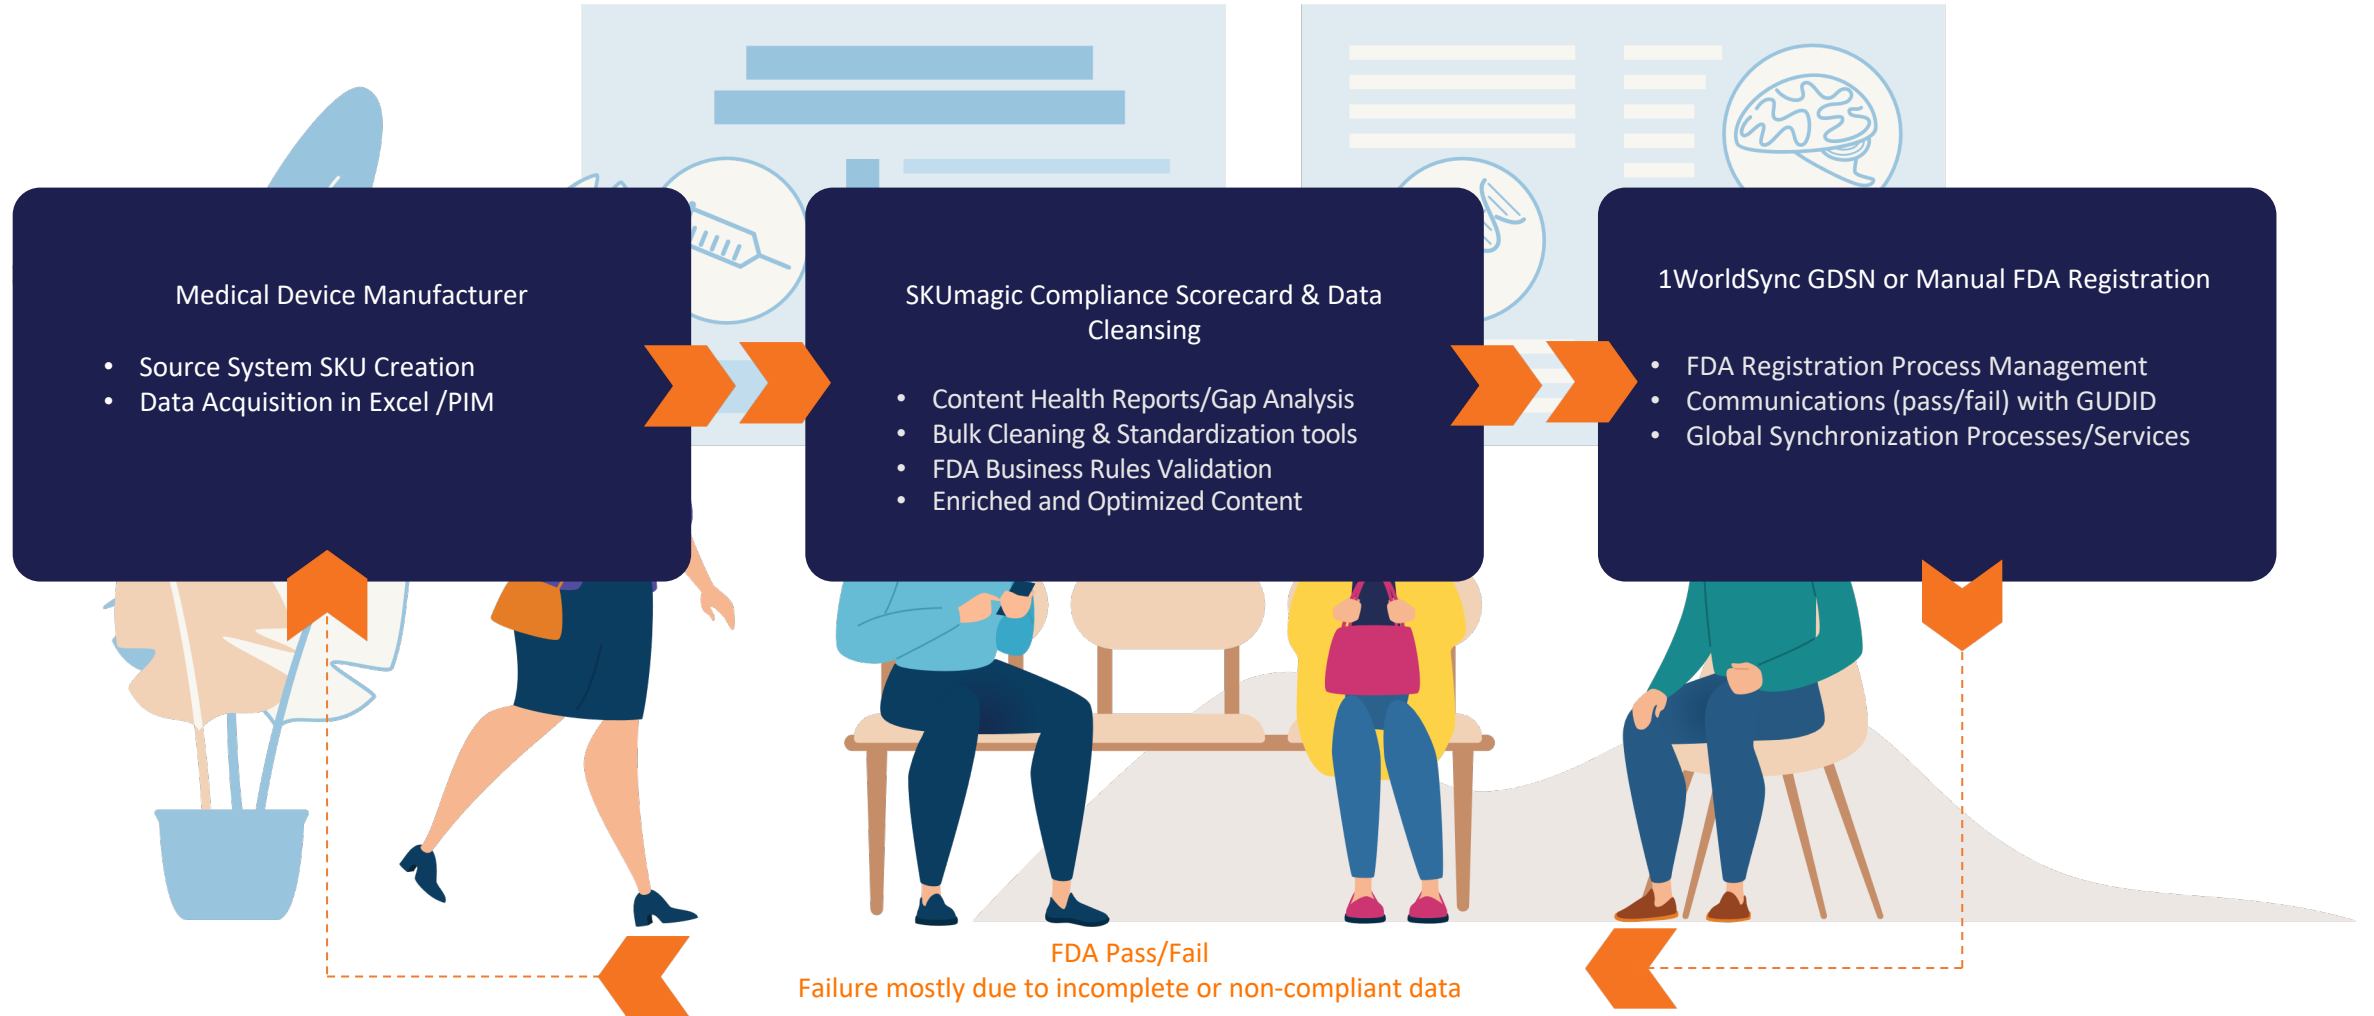 Medical Device Manufacturer
• Source System SKU Creation
• Data Acquisition in Excel /PIM
SKUmagic Compliance Scorecard & Data
Cleansing
• Content Health Reports/Gap Analysis
• Bulk Cleaning & Standardization tools
• FDA Business Rules Validation
• Enriched and Optimized Content
1WorldSync GDSN or Manual FDA Registration
• FDA Registration Process Management
• Communications (pass/fail) with GUDID
• Global Synchronization Processes/Services
FDA Pass/Fail
Failure mostly due to incomplete or non-compliant data